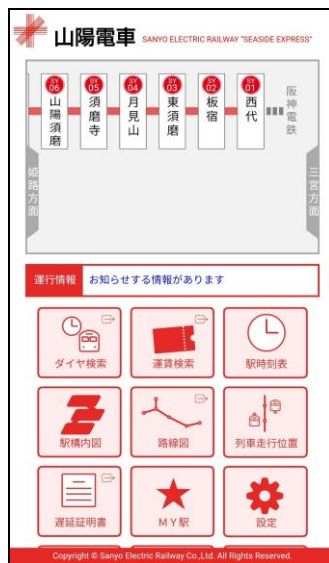 山陽電車 SANYO ELECTRIC RAILWAY "SEASIDE EXPRESS"
SY 06 山陽須磨
SY 05 須磨寺
SY 04 月見山
SY 03 東須磨
SY 02 板宿
SY 01 西代
阪神電鉄
姫路方面
三宮方面
運行情報 お知らせする情報があります
ダイヤ検索
運賃検索
駅時刻表
駅構内図
路線図
列車走行位置
遅延証明書
MY駅
設定
Copyright © Sanyo Electric Railway Co.,Ltd. All Rights Reserved.